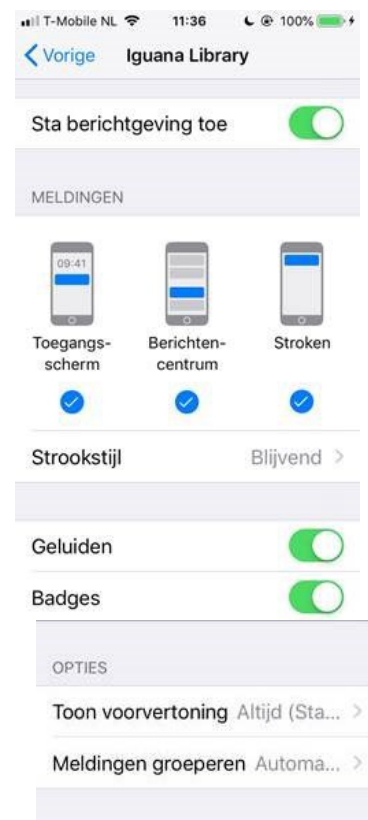 T-Mobile NL 11:36 100%
Vorige Iguana Library
Sta berichtgeving toe
MELDINGEN
09:41
Toegangs- Berichten- Stroken
scherm centrum
Strookstijl Blijvend
Geluiden
Badges
OPTIES
Toon voorvertoning Altijd (Sta...
Meldingen groeperen Automa...